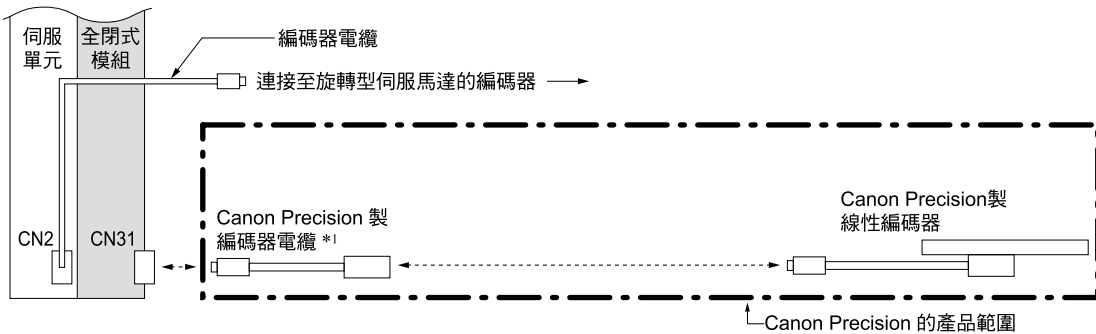 伺服
單元
全閉式
模組
編碼器電纜
連接至旋轉型伺服馬達的編碼器
Canon Precision 製
編碼器電纜 *1
Canon Precision製
線性編碼器
CN2
CN31
Canon Precision 的產品範圍